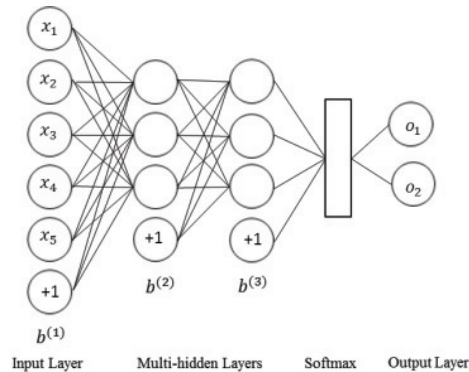 x₁
x₂
x₃
x₄
x₅
+1
+1
+1
o₁
o₂
b⁽¹⁾
b⁽²⁾
b⁽³⁾
Input Layer Multi-hidden Layers Softmax Output Layer